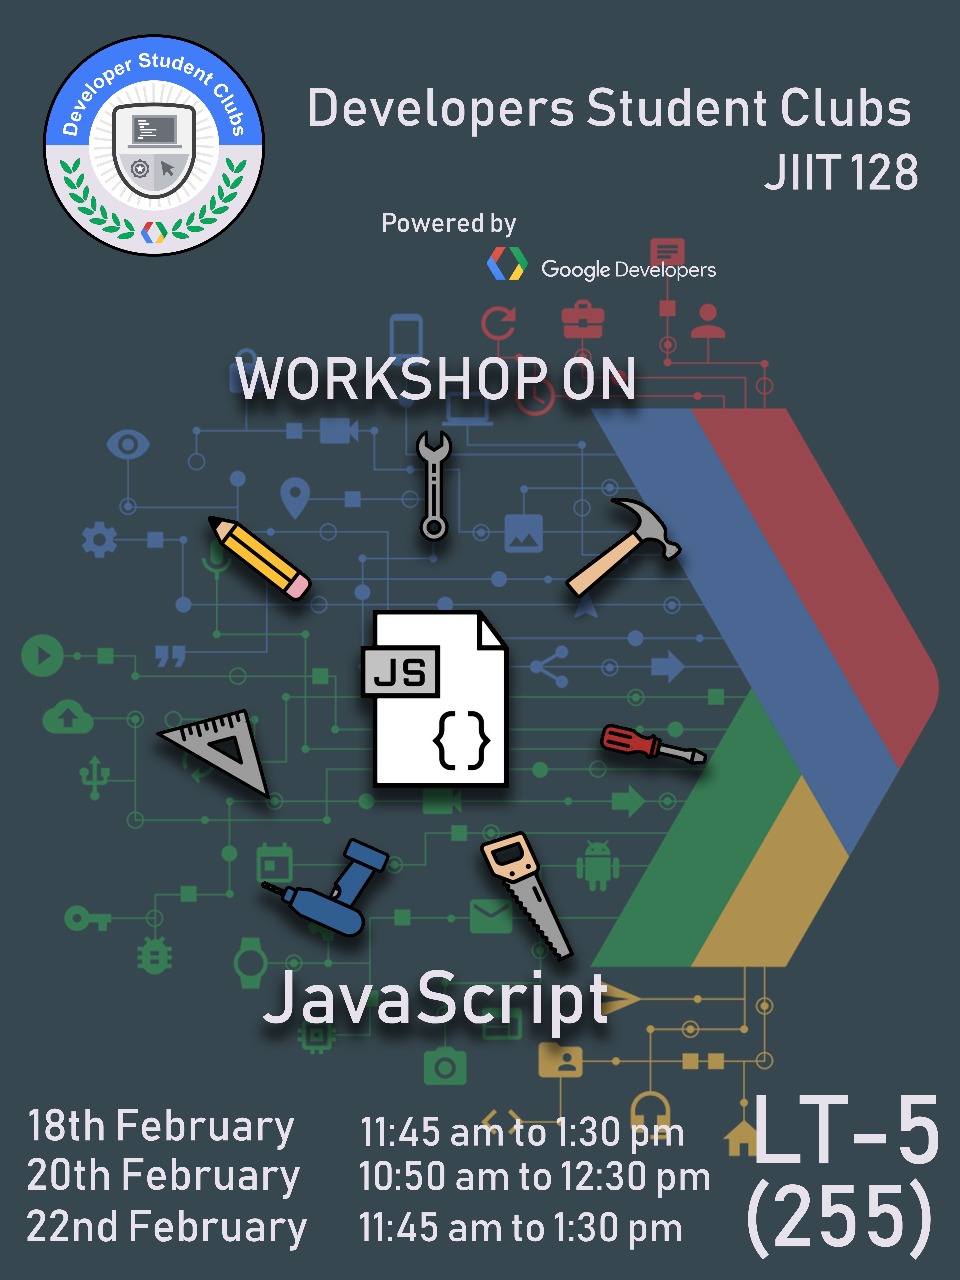 Developer Student Clubs
Developers Student Clubs
JIIT 128
Powered by
Google Developers
WORKSHOP ON
JS
{}
JavaScript
18th February 11:45 am to 1:30 pm
20th February 10:50 am to 12:30 pm
22nd February 11:45 am to 1:30 pm
LT-5
(255)